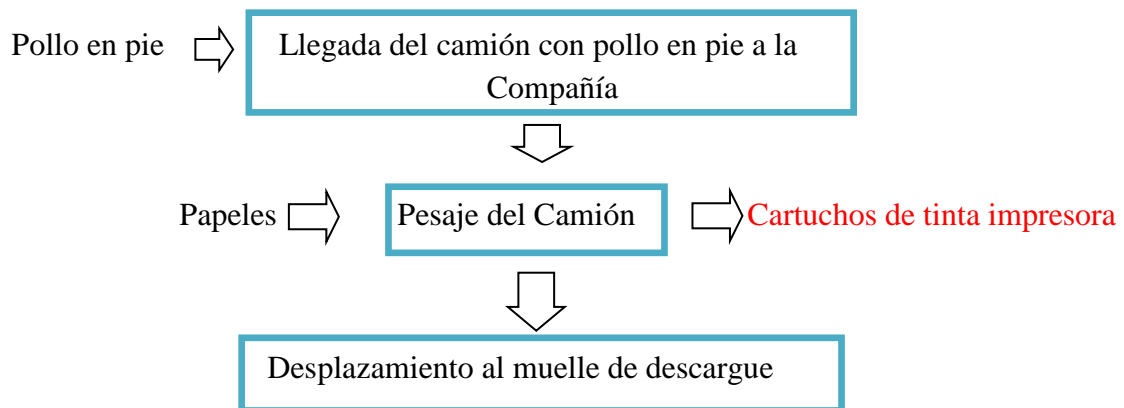 Pollo en pie
Llegada del camión con pollo en pie a la
Compañía
Papeles
Pesaje del Camión
Cartuchos de tinta impresora
Desplazamiento al muelle de descargue